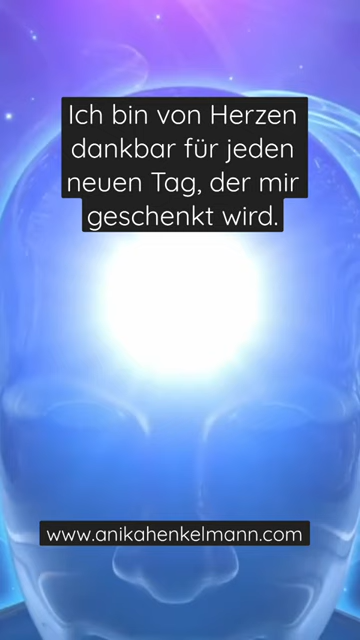 Ich bin von Herzen
dankbar für jeden
neuen Tag, der mir
geschenkt wird.
www.anikahenkelmann.com